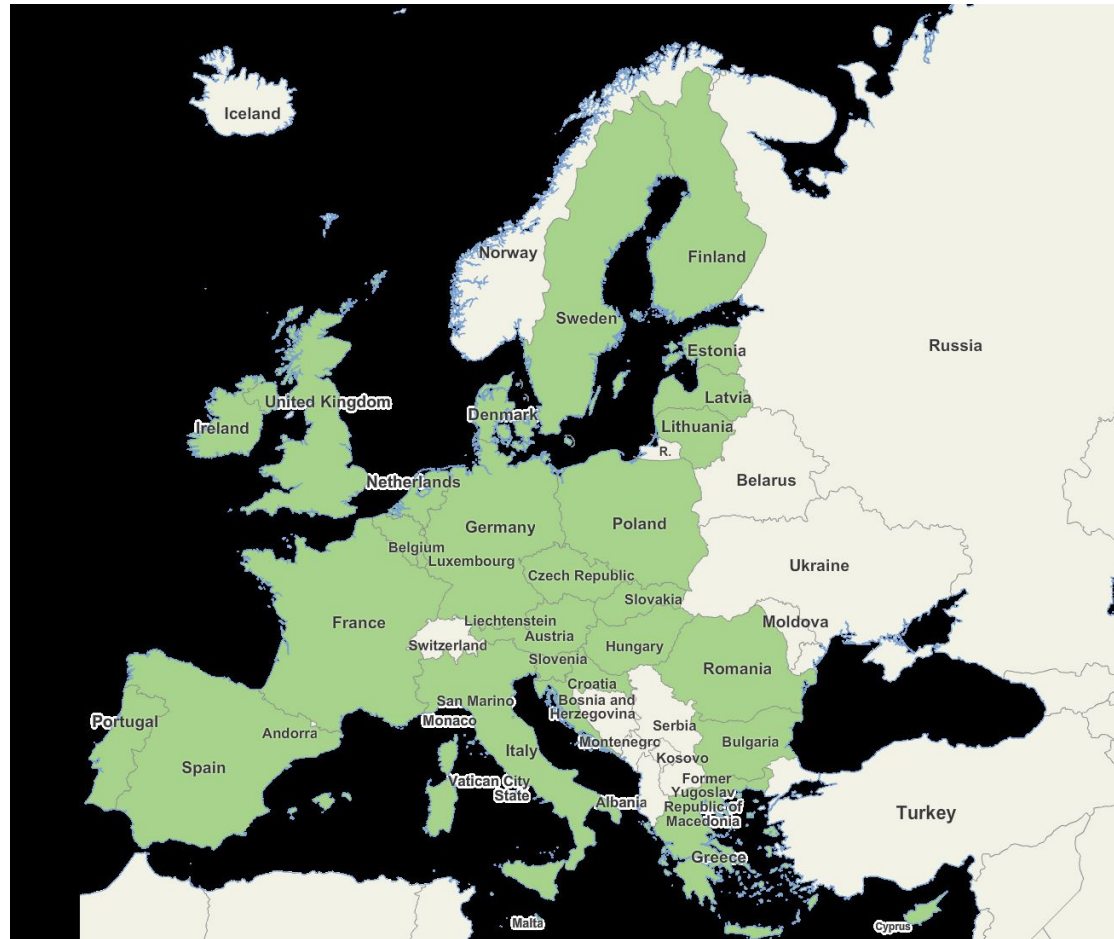 Iceland
Norway
Finland
Sweden
Russia
Estonia
Latvia
Lithuania
R.
Denmark
United Kingdom
Ireland
Belarus
Netherlands
Germany
Poland
Belgium
Luxembourg
Czech Republic
Ukraine
Slovakia
France
Liechtenstein
Austria
Moldova
Switzerland
Hungary
Slovenia
Romania
Croatia
San Marino
Bosnia and
Herzegovina
Monaco
Portugal
Andorra
Serbia
Montenegro
Bulgaria
Italy
Kosovo
Spain
Vatican City
State
Former
Yugoslav
Republic of
Macedonia
Albania
Turkey
Greece
Malta
Cyprus